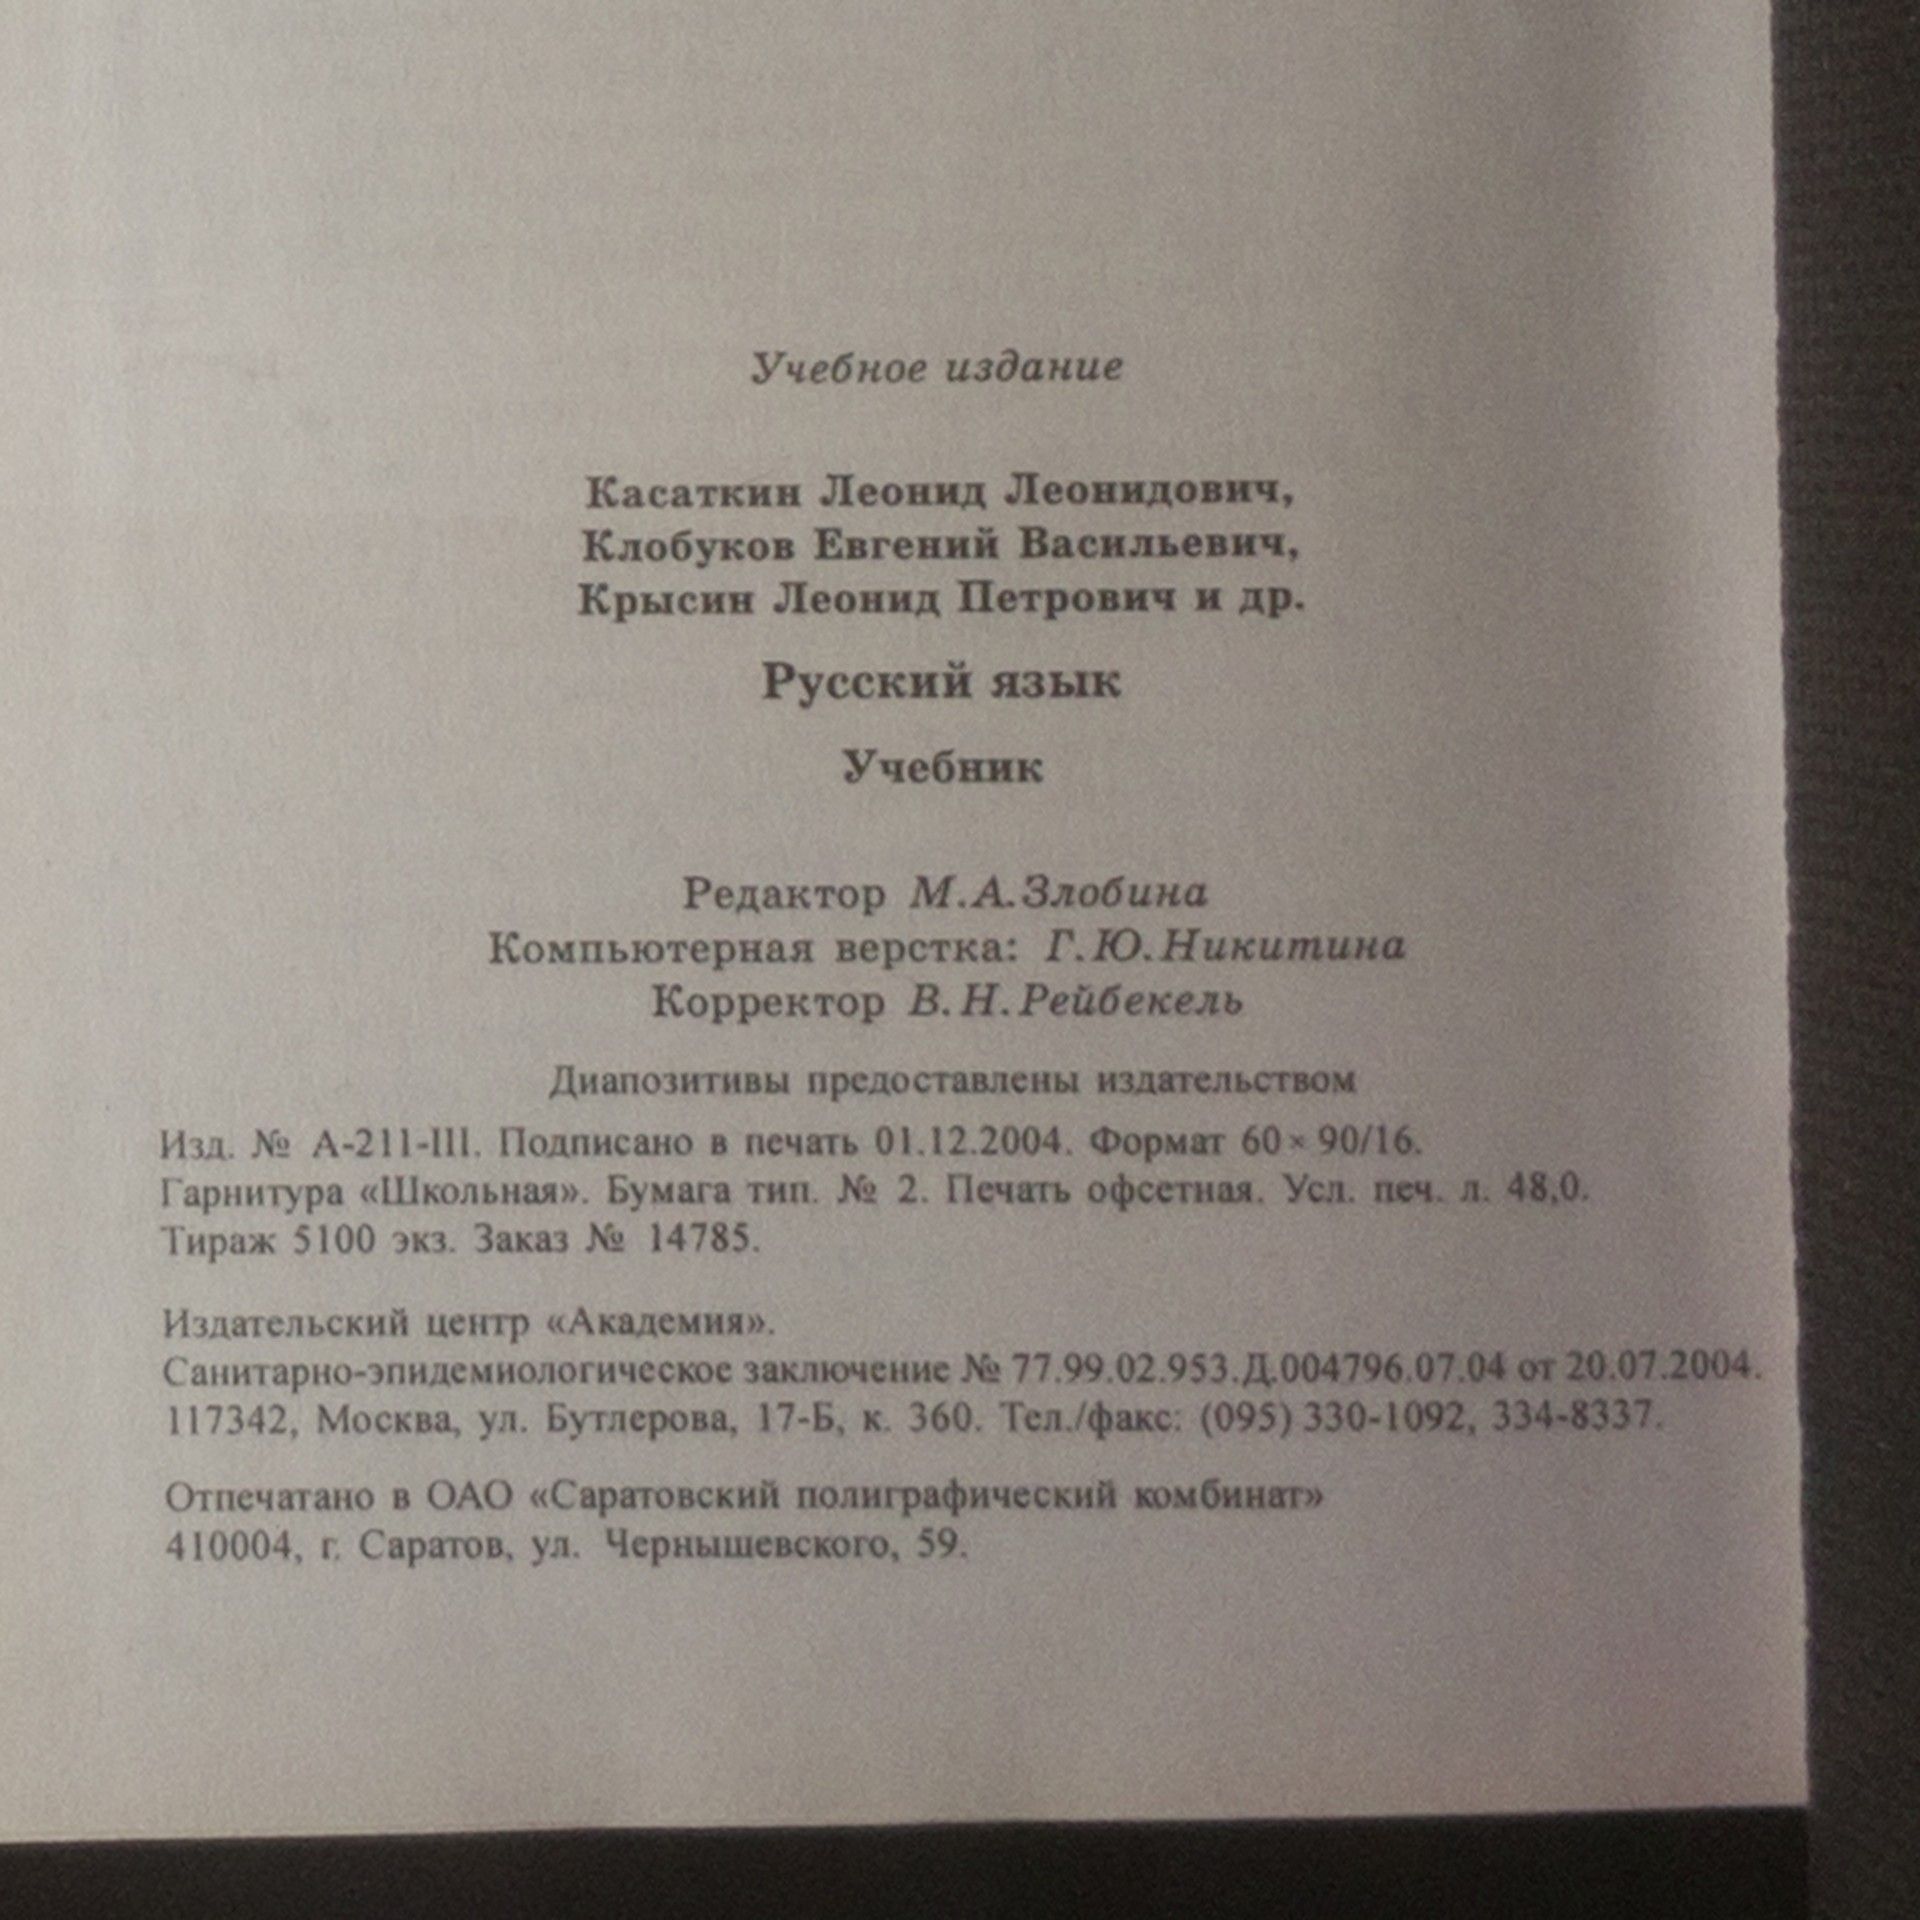 Учебное издание
Касаткин Леонид Леонидович,
Клобуков Евгений Васильевич,
Крысин Леонид Петрович и др.
Русский язык
Учебник
Редактор М.А.Злобина
Компьютерная верстка: Г.Ю.Никитина
Корректор В.Н.Рейбекель
Диапозитивы предоставлены издательством
Изд. № А-211-III. Подписано в печать 01.12.2004. Формат 60×90/16.
Гарнитура «Школьная». Бумага тип. № 2. Печать офсетная. Усл. печ. л. 48,0.
Тираж 5100 экз. Заказ № 14785.
Издательский центр «Академия».
Санитарно-эпидемиологическое заключение № 77.99.02.953.Д.004796.07.04 от 20.07.2004.
117342, Москва, ул. Бутлерова, 17-Б, к. 360. Тел./факс: (095) 330-1092, 334-8337.
Отпечатано в ОАО «Саратовский полиграфический комбинат»
410004, г. Саратов, ул. Чернышевского, 59.